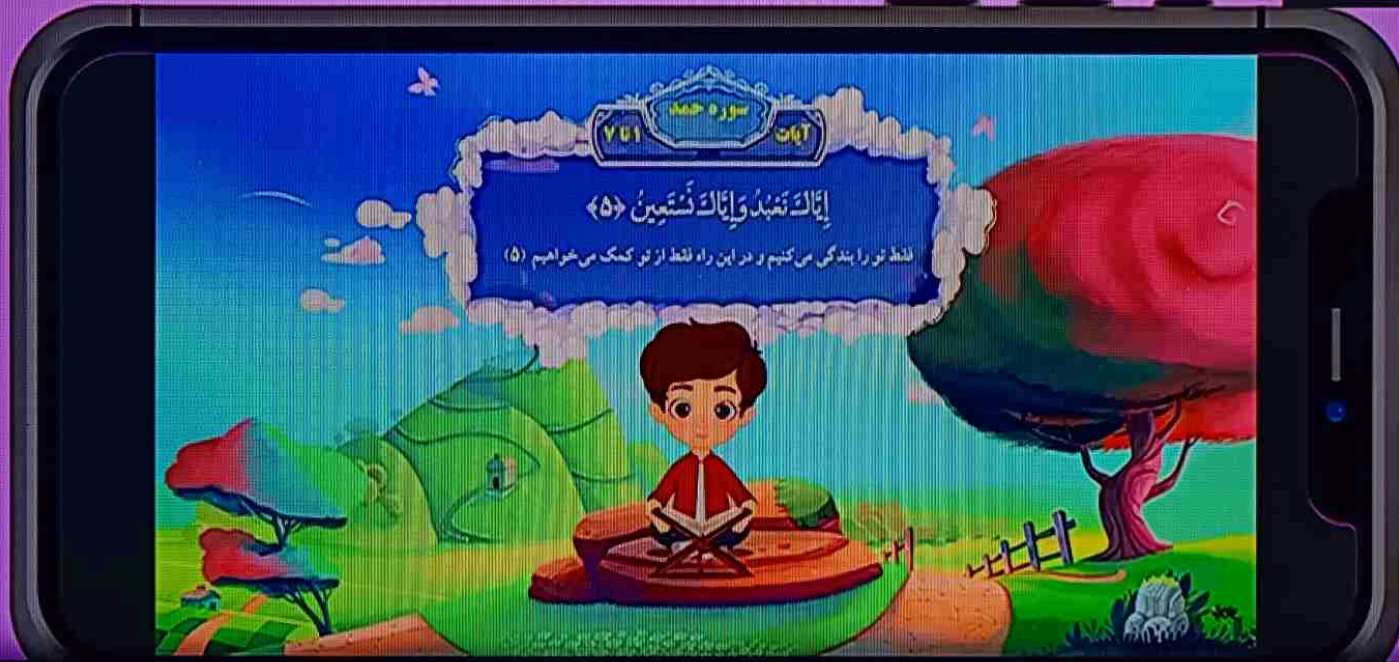 سوره حمد
آیات ۱ تا ۷
إِيَّاكَ نَعْبُدُ وَإِيَّاكَ نَسْتَعِينُ ﴿۵﴾
فقط تو را بندگی می‌کنیم و در این راه فقط از تو کمک می‌خواهیم (۵)